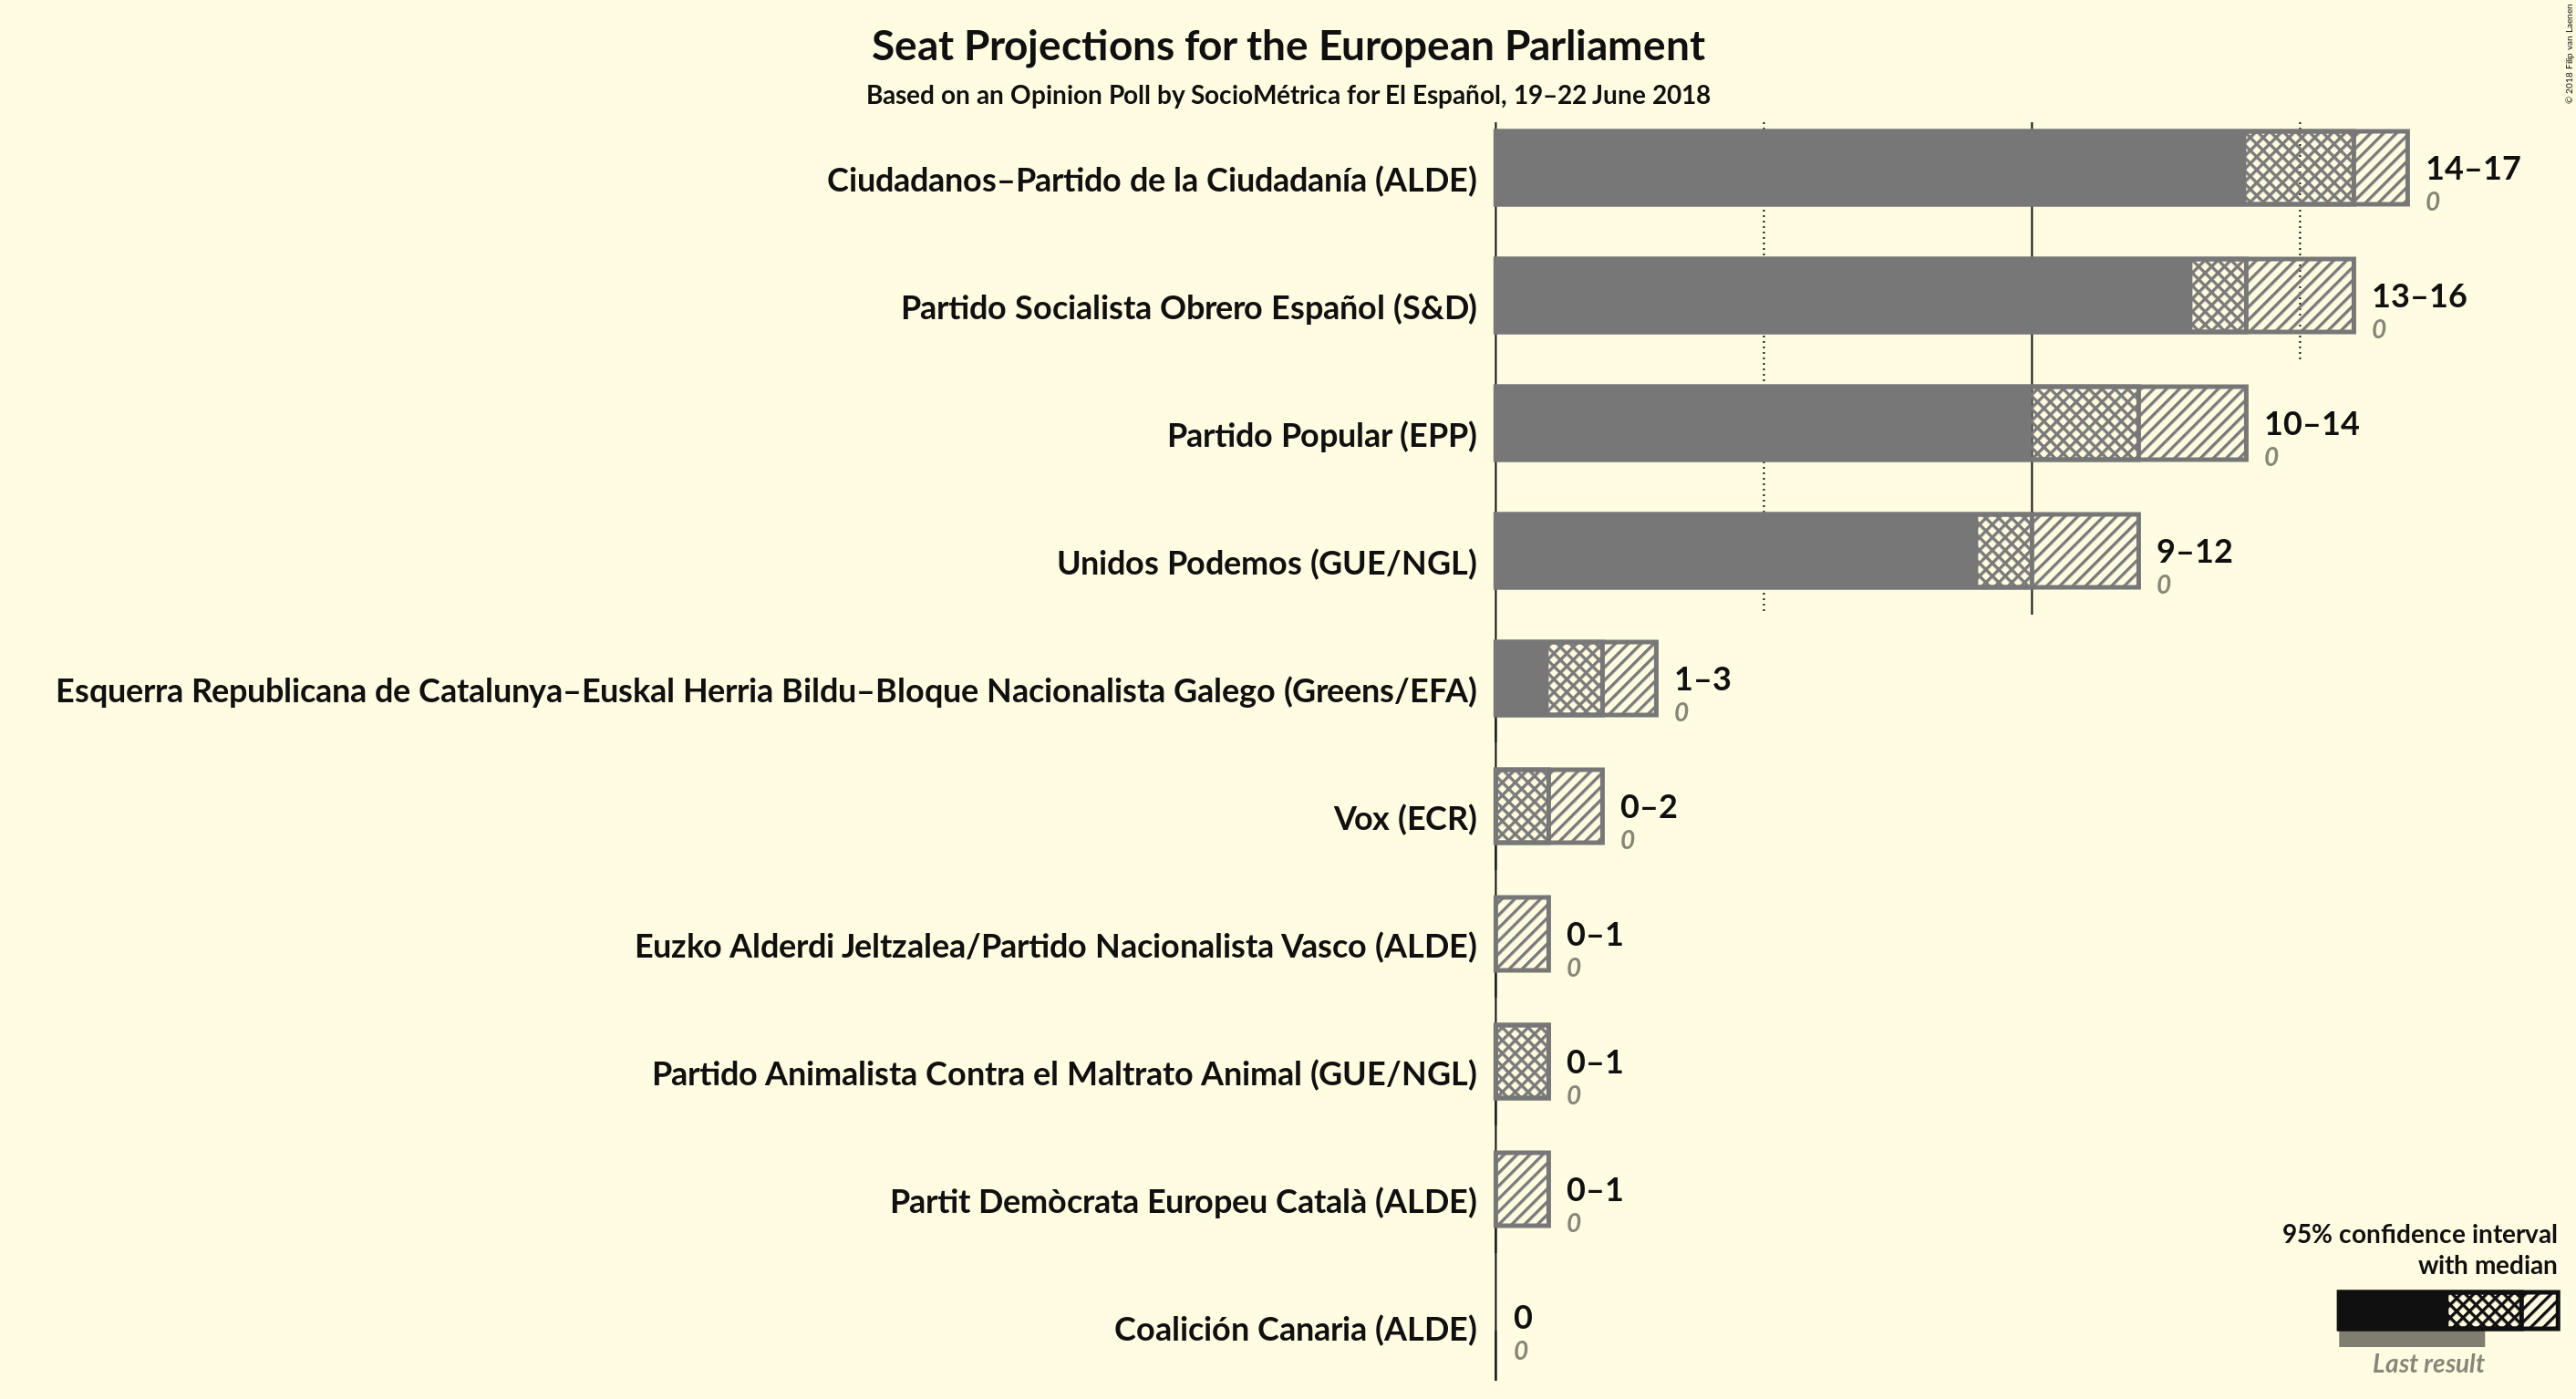 Seat Projections for the European Parliament
Based on an Opinion Poll by SocioMétrica for El Español, 19–22 June 2018
© 2018 Filip van Laenen
Ciudadanos–Partido de la Ciudadanía (ALDE)
14–17
0
Partido Socialista Obrero Español (S&D)
13–16
0
Partido Popular (EPP)
10–14
0
Unidos Podemos (GUE/NGL)
9–12
0
Esquerra Republicana de Catalunya–Euskal Herria Bildu–Bloque Nacionalista Galego (Greens/EFA)
1–3
0
Vox (ECR)
0–2
0
Euzko Alderdi Jeltzalea/Partido Nacionalista Vasco (ALDE)
0–1
0
Partido Animalista Contra el Maltrato Animal (GUE/NGL)
0–1
0
Partit Demòcrata Europeu Català (ALDE)
0–1
0
Coalición Canaria (ALDE)
0
0
95% confidence interval
with median
Last result